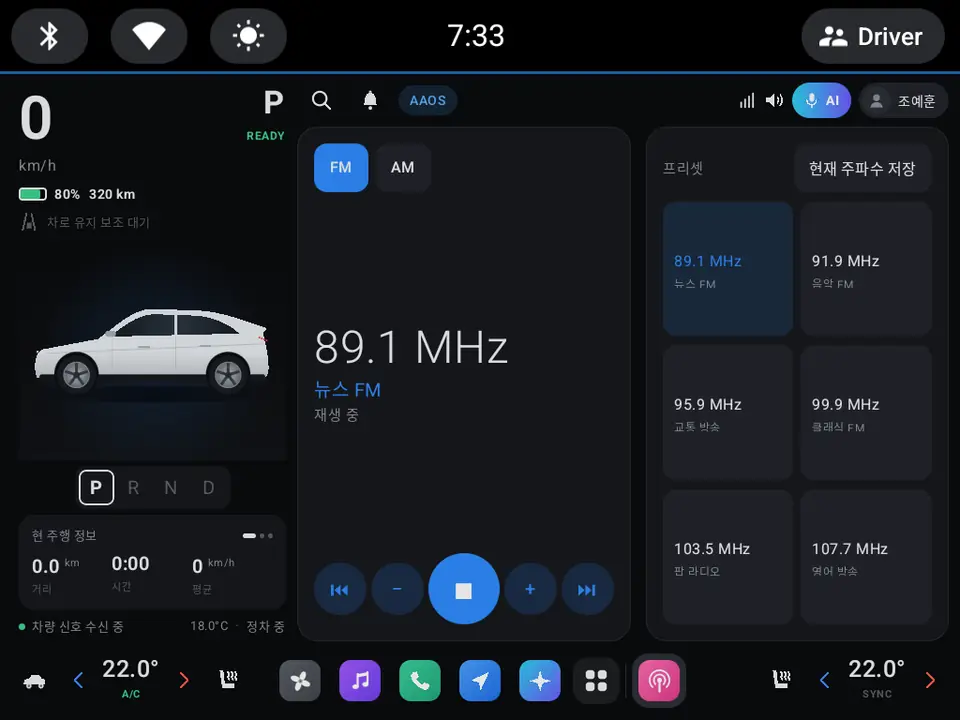 7:33
Driver
0
P
READY
km/h
80% 320 km
차로 유지 보조 대기
AAOS
AI
조예훈
FM
AM
89.1 MHz
뉴스 FM
재생 중
프리셋
현재 주파수 저장
89.1 MHz
뉴스 FM
91.9 MHz
음악 FM
95.9 MHz
교통 방송
99.9 MHz
클래식 FM
103.5 MHz
팝 라디오
107.7 MHz
영어 방송
P R N D
현 주행 정보
0.0 km
거리
0:00
시간
0 km/h
평균
차량 신호 수신 중
18.0°C · 정차 중
22.0°
A/C
22.0°
SYNC